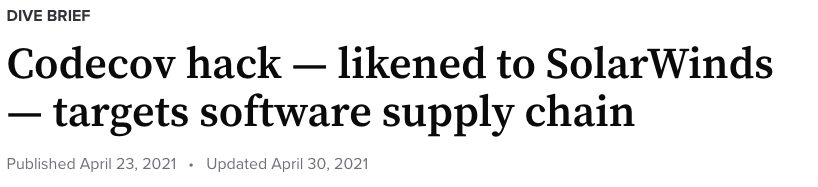 DIVE BRIEF
Codecov hack — likened to SolarWinds
— targets software supply chain
Published April 23, 2021 • Updated April 30, 2021